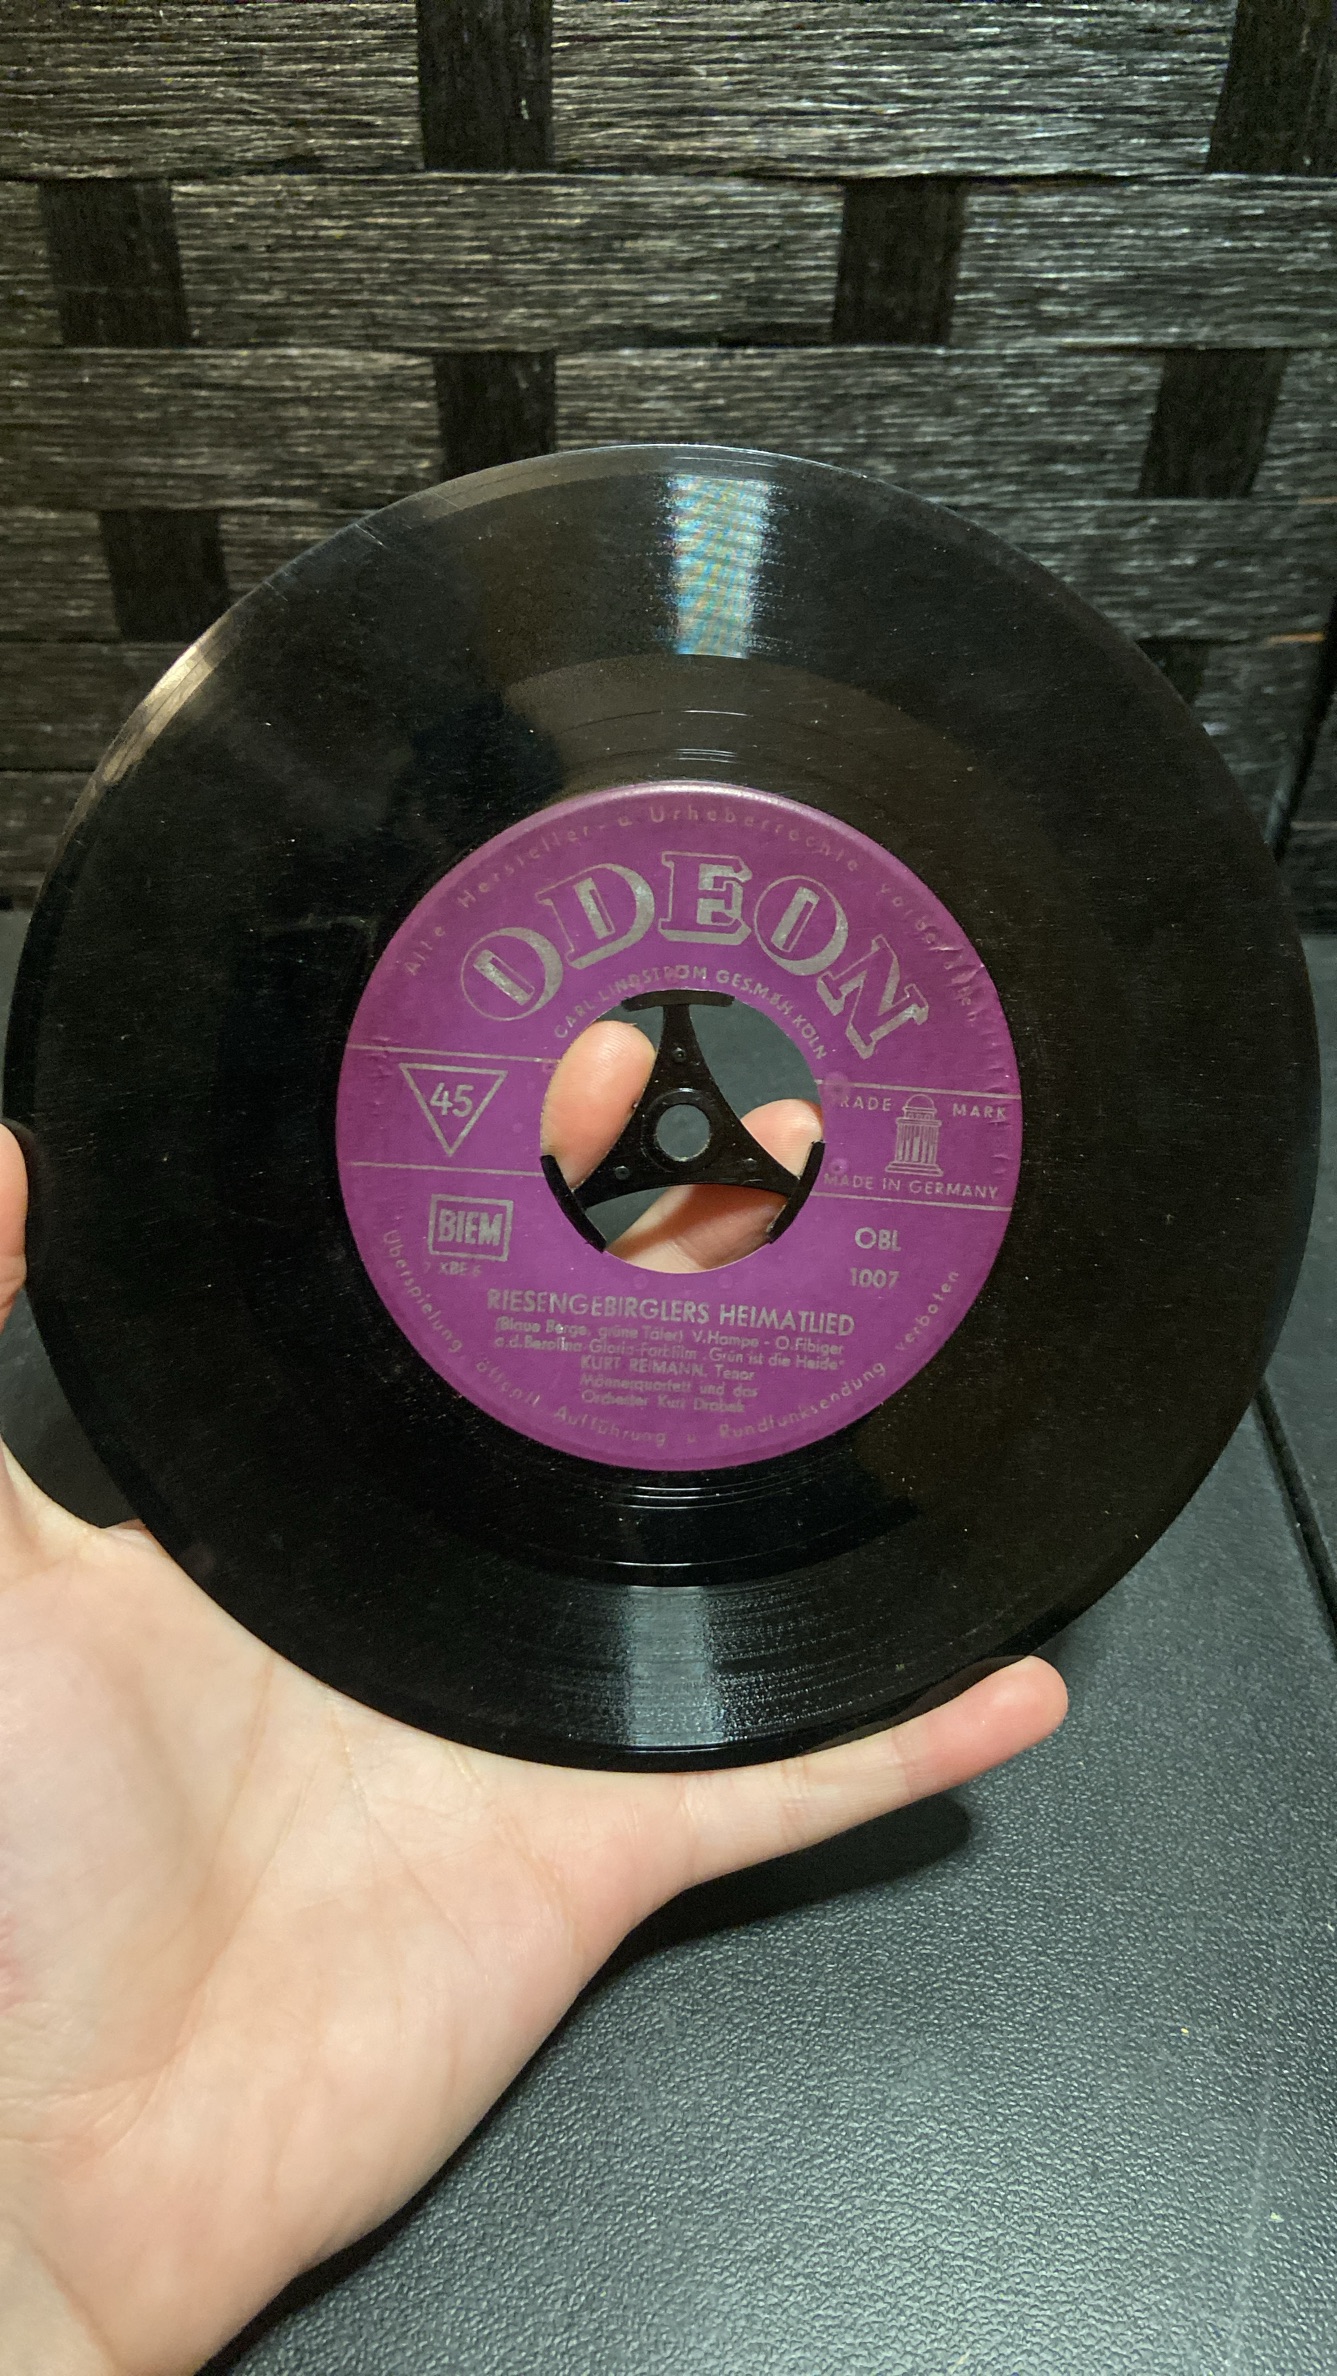 Alle Hersteller- u Urheberrechte vorbehalten
ODEON
CARL LINDSTRÖM GES.M.B.H. KÖLN
45
TRADE MARK
MADE IN GERMANY
BIEM
OBL
1007
RIESENGEBIRGLERS HEIMATLIED
(Blaue Berge, grüne Täler) V. Hampe - O. Fibiger
a.d. Berolina-Gloria-Farbfilm „Grün ist die Heide"
KURT REIMANN, Tenor
Männerquartett und das
Orchester Kurt Drabek
Überspielung öffentl Aufführung u Rundfunksendung verboten